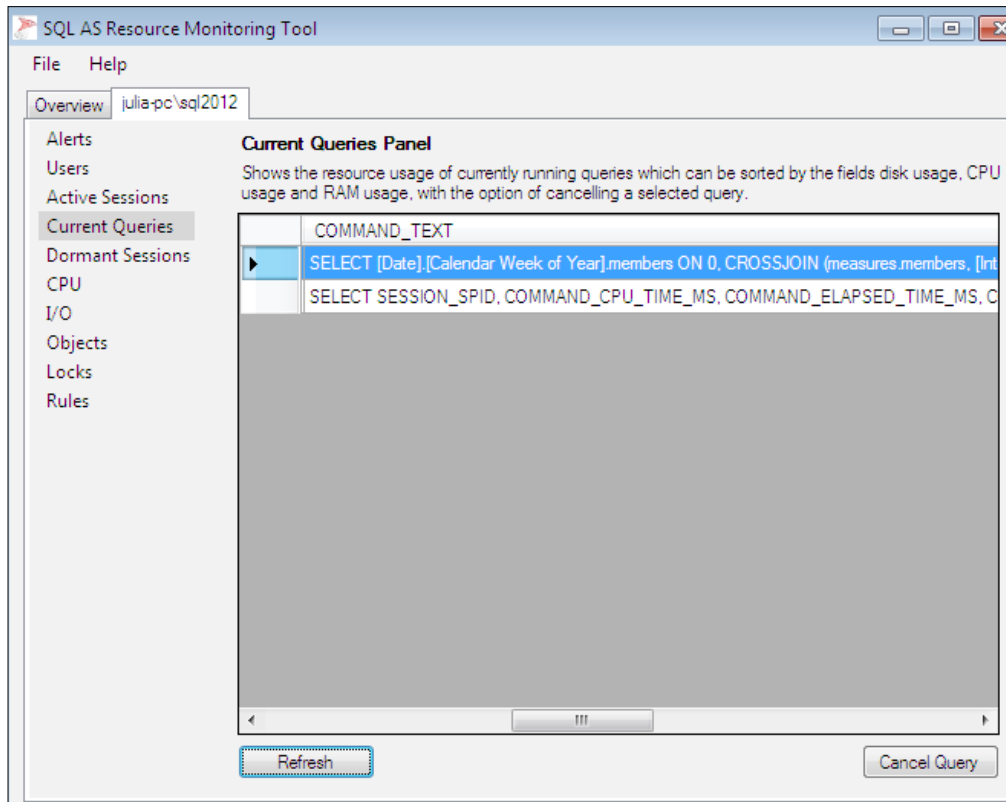 SQL AS Resource Monitoring Tool
File Help
Overview julia-pc\sql2012
Alerts
Users
Active Sessions
Current Queries
Dormant Sessions
CPU
I/O
Objects
Locks
Rules
Current Queries Panel
Shows the resource usage of currently running queries which can be sorted by the fields disk usage, CPU
usage and RAM usage, with the option of cancelling a selected query.
COMMAND_TEXT
SELECT [Date].[Calendar Week of Year].members ON 0, CROSSJOIN (measures.members, [Int
SELECT SESSION_SPID, COMMAND_CPU_TIME_MS, COMMAND_ELAPSED_TIME_MS, C
Refresh Cancel Query